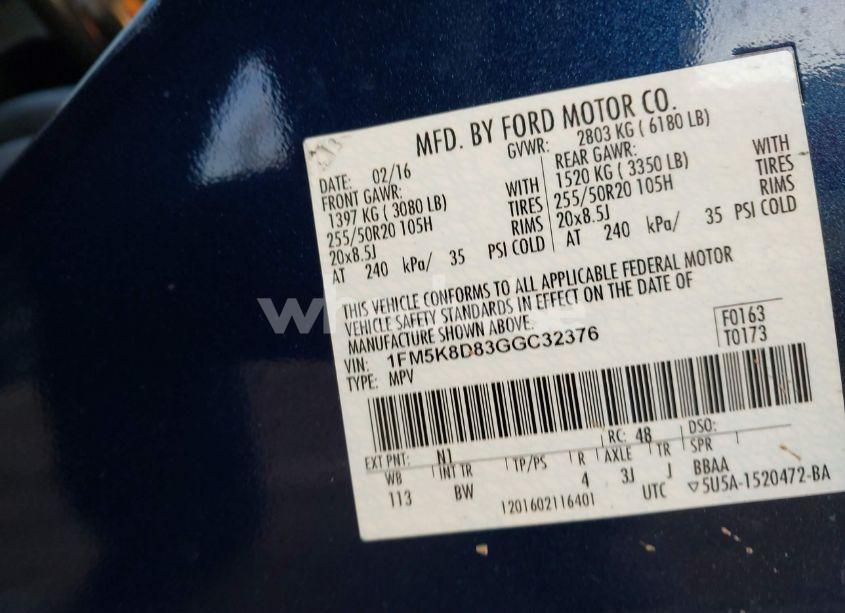 MFD. BY FORD MOTOR CO.
DATE: 02/16 GVWR: 2803 KG ( 6180 LB)
FRONT GAWR: REAR GAWR:
1397 KG ( 3080 LB) WITH 1520 KG ( 3350 LB) WITH
255/50R20 105H TIRES 255/50R20 105H TIRES
20x8.5J RIMS 20x8.5J RIMS
AT 240 kPa/ 35 PSI COLD AT 240 kPa/ 35 PSI COLD
THIS VEHICLE CONFORMS TO ALL APPLICABLE FEDERAL MOTOR
VEHICLE SAFETY STANDARDS IN EFFECT ON THE DATE OF
MANUFACTURE SHOWN ABOVE.
VIN: 1FM5K8D83GGC32376 F0163
TYPE: MPV T0173
EXT PNT: N1 RC: 48 DSO:
WB INT TR TP/PS R AXLE TR SPR
113 BW 4 3J J BBAA
1201602116401 UTC 5U5A-1520472-BA